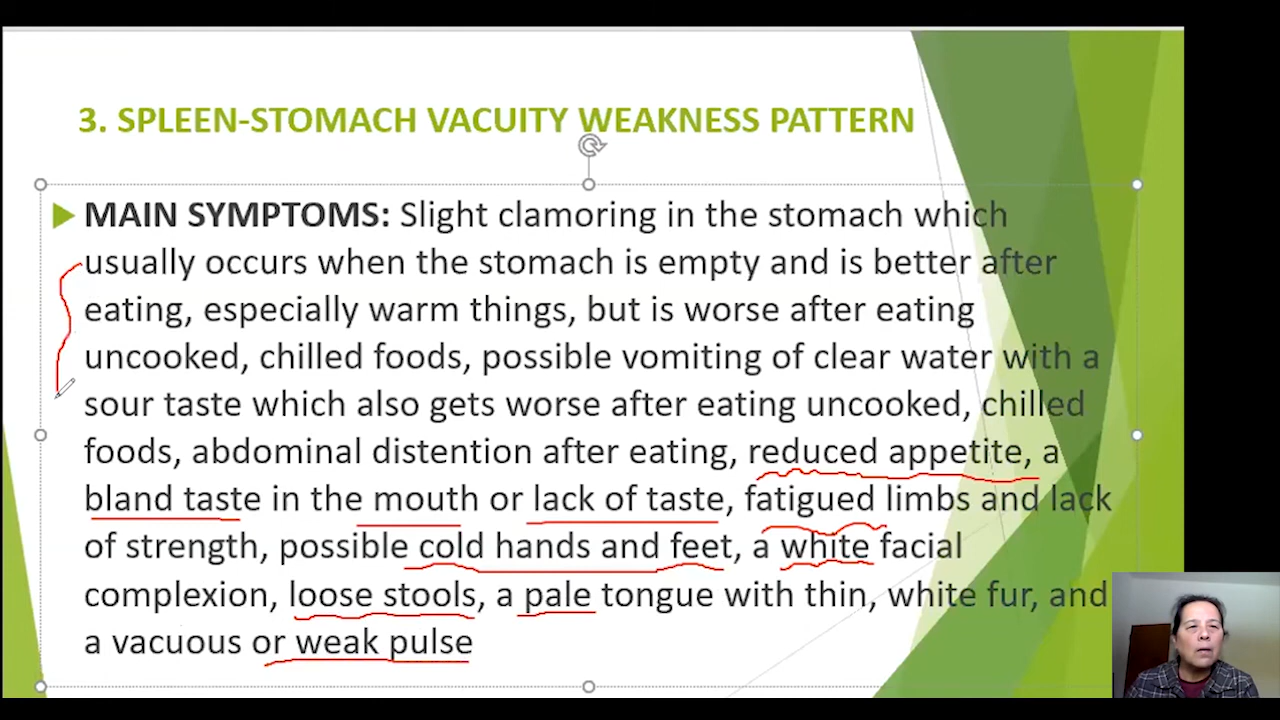 3. SPLEEN-STOMACH VACUITY WEAKNESS PATTERN
MAIN SYMPTOMS: Slight clamoring in the stomach which
usually occurs when the stomach is empty and is better after
eating, especially warm things, but is worse after eating
uncooked, chilled foods, possible vomiting of clear water with a
sour taste which also gets worse after eating uncooked, chilled
foods, abdominal distention after eating, reduced appetite, a
bland taste in the mouth or lack of taste, fatigued limbs and lack
of strength, possible cold hands and feet, a white facial
complexion, loose stools, a pale tongue with thin, white fur, and
a vacuous or weak pulse